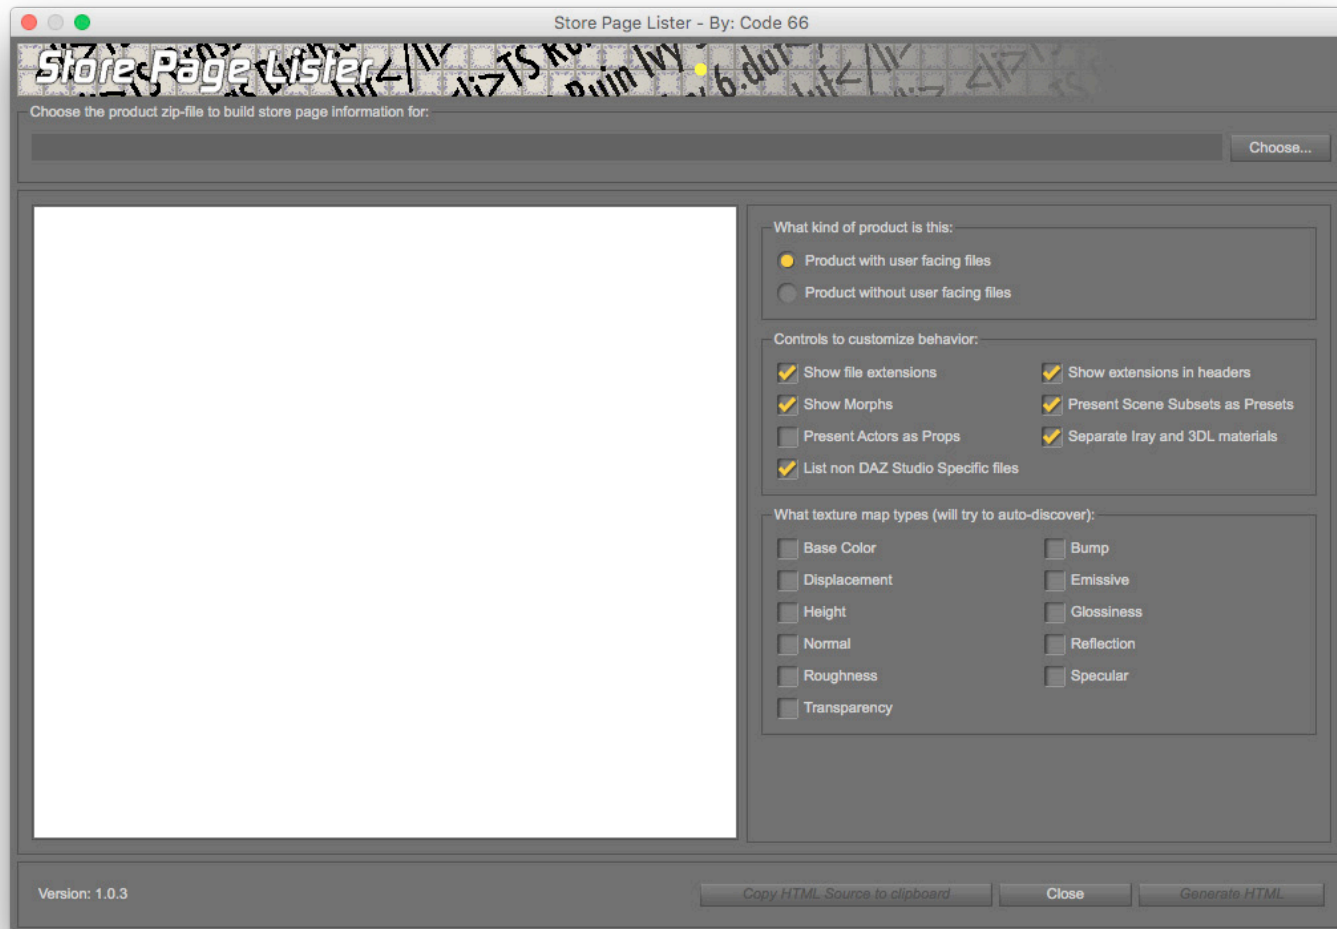 Store Page Lister - By: Code 66
Store Page Lister
Choose the product zip-file to build store page information for:
Choose...
What kind of product is this:
Product with user facing files
Product without user facing files
Controls to customize behavior:
Show file extensions
Show extensions in headers
Show Morphs
Present Scene Subsets as Presets
Present Actors as Props
Separate Iray and 3DL materials
List non DAZ Studio Specific files
What texture map types (will try to auto-discover):
Base Color
Bump
Displacement
Emissive
Height
Glossiness
Normal
Reflection
Roughness
Specular
Transparency
Version: 1.0.3
Copy HTML Source to clipboard
Close
Generate HTML